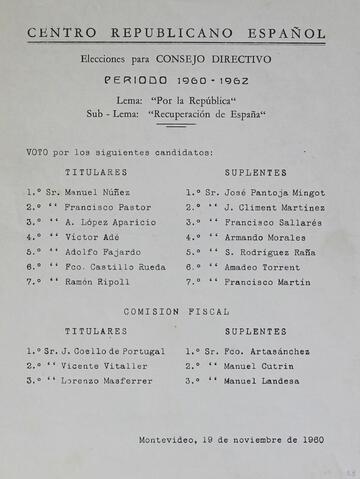 CENTRO REPUBLICANO ESPAÑOL
Elecciones para CONSEJO DIRECTIVO
PERIODO 1960-1962
Lema: "Por la República"
Sub - Lema: "Recuperación de España"
VOTO por los siguientes candidatos:
TITULARES SUPLENTES
1.º Sr. Manuel Núñez 1.º Sr. José Pantoja Mingot
2.º " Francisco Pastor 2.º " J. Climent Martínez
3.º " A. López Aparicio 3.º " Francisco Sallarés
4.º " Víctor Adé 4.º " Armando Morales
5.º " Adolfo Fajardo 5.º " S. Rodríguez Raña
6.º " Fco. Castillo Rueda 6.º " Amadeo Torrent
7.º " Ramón Ripoll 7.º " Francisco Martín
COMISION FISCAL
TITULARES SUPLENTES
1.º Sr. J. Coello de Portugal 1.º Sr. Fco. Artasánchez
2.º " Vicente Vitaller 2.º " Manuel Cutrín
3.º " Lorenzo Masferrer 3.º " Manuel Landesa
Montevideo, 19 de noviembre de 1960